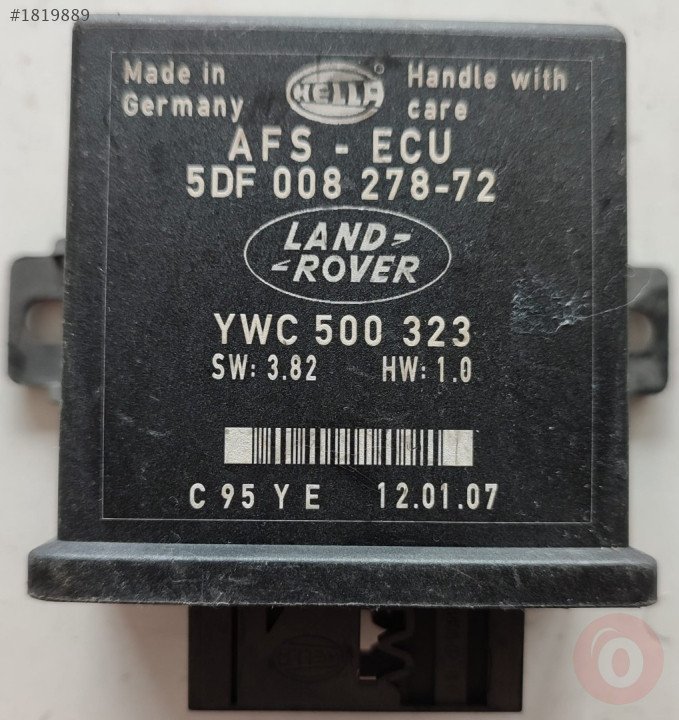 #1819889
Made in
Germany
HELLA
Handle with
care
AFS - ECU
5DF 008 278-72
LAND-
-ROVER
YWC 500 323
SW: 3.82 HW: 1.0
C 95 Y E 12.01.07
HELLA